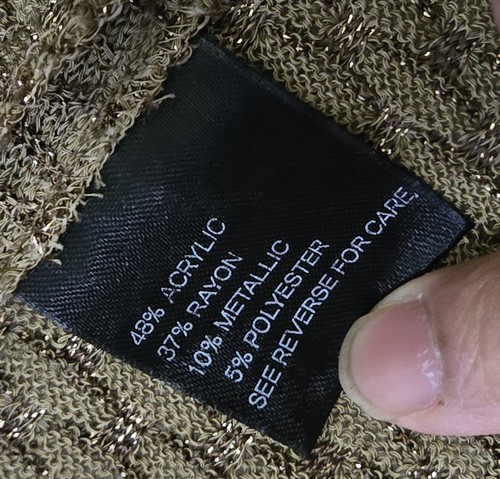 48% ACRYLIC
37% RAYON
10% METALLIC
5% POLYESTER
SEE REVERSE FOR CARE